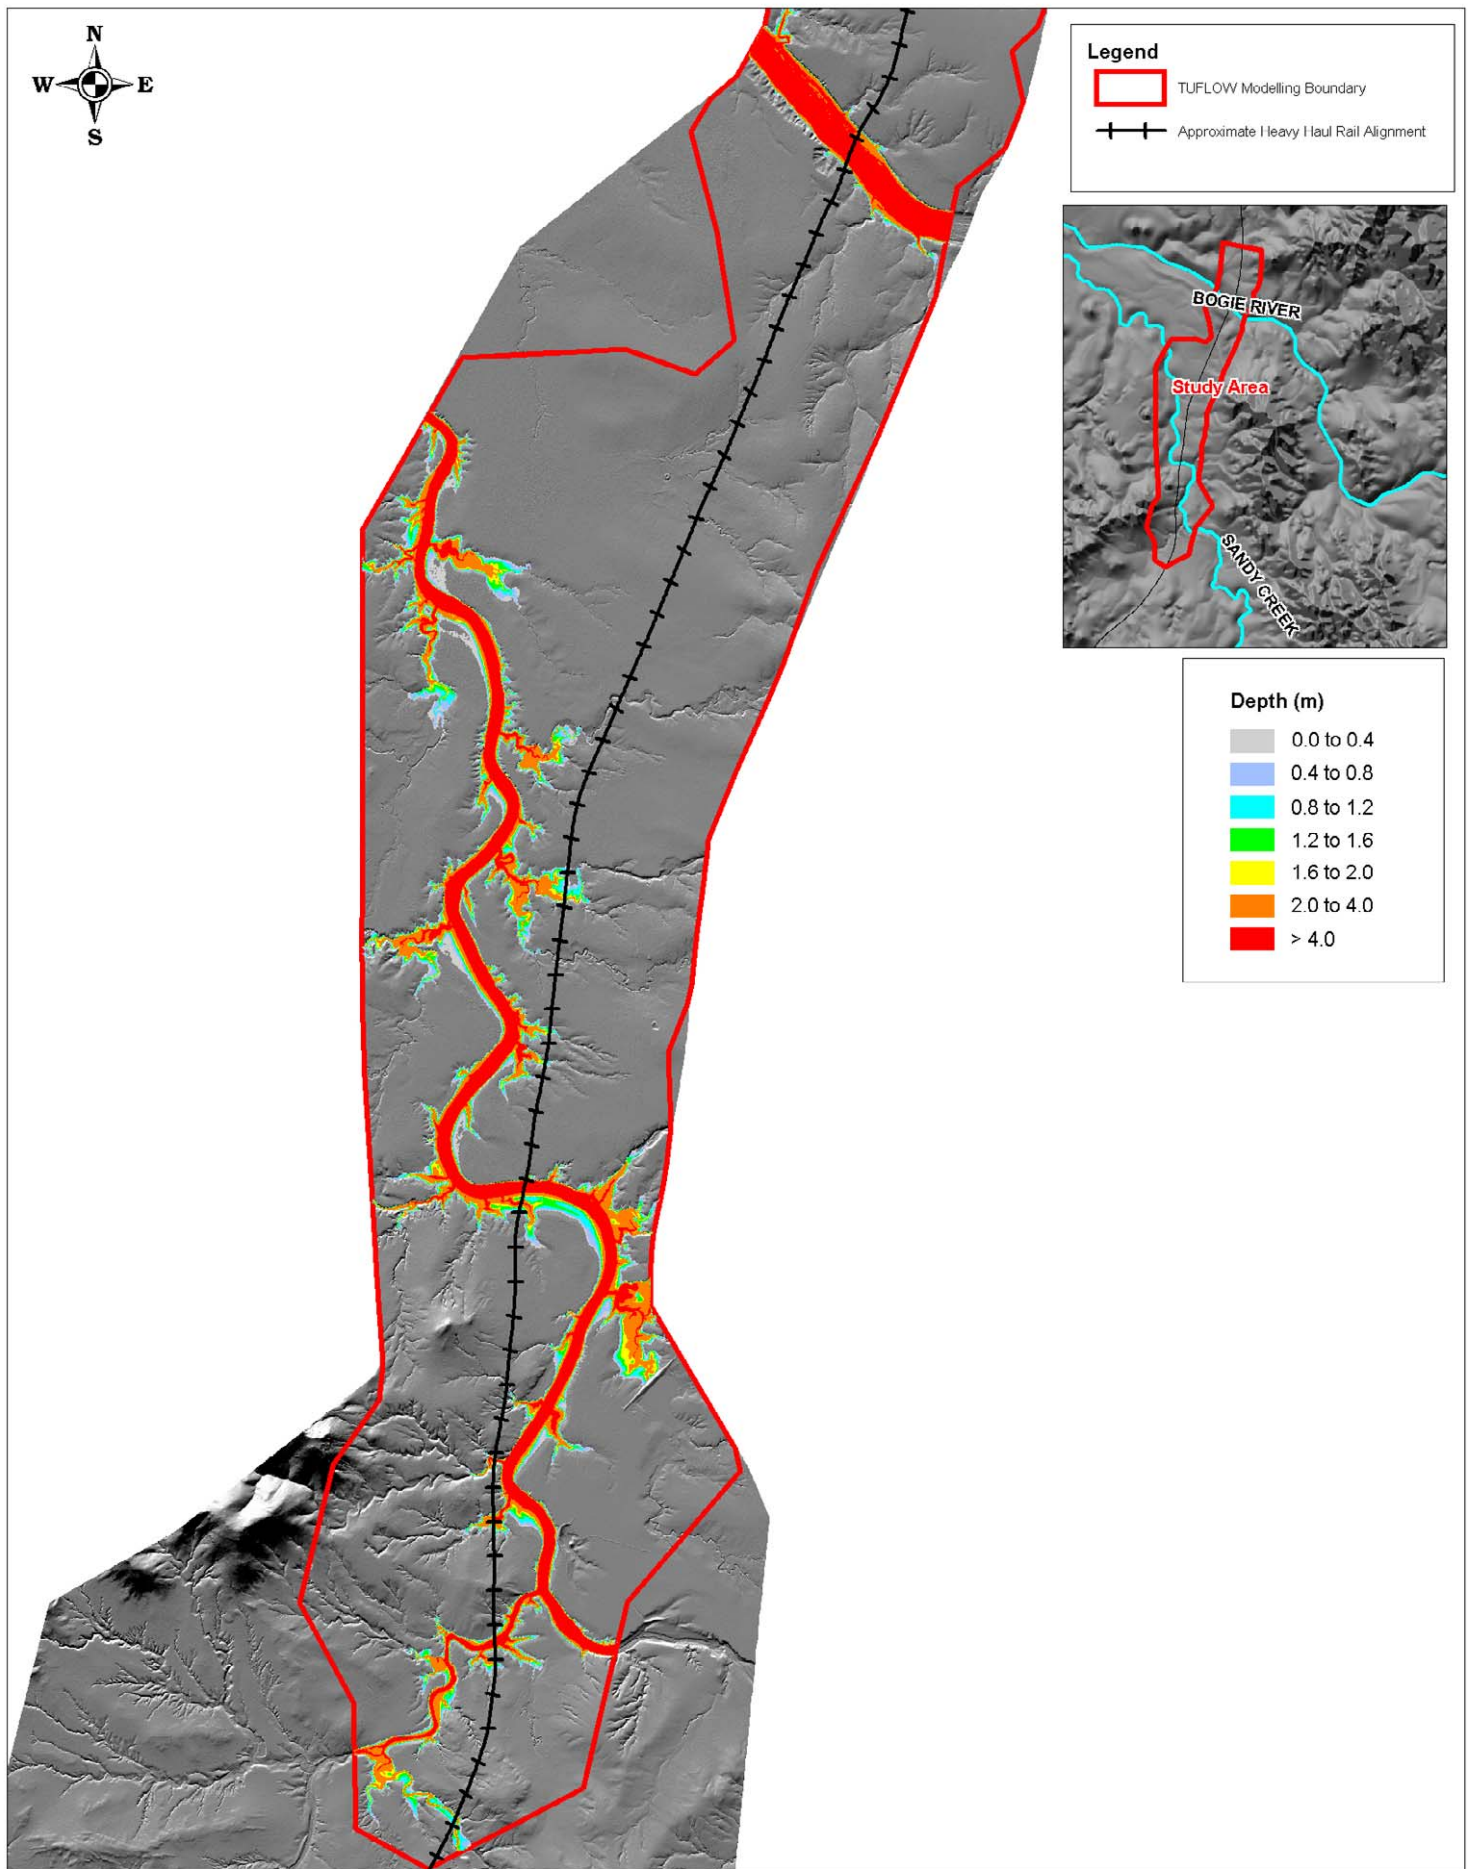 N
W E
S
Legend
TUFLOW Modelling Boundary
Approximate Heavy Haul Rail Alignment
BOGIE RIVER
Study Area
SANDY CREEK
Depth (m)
0.0 to 0.4
0.4 to 0.8
0.8 to 1.2
1.2 to 1.6
1.6 to 2.0
2.0 to 4.0
> 4.0